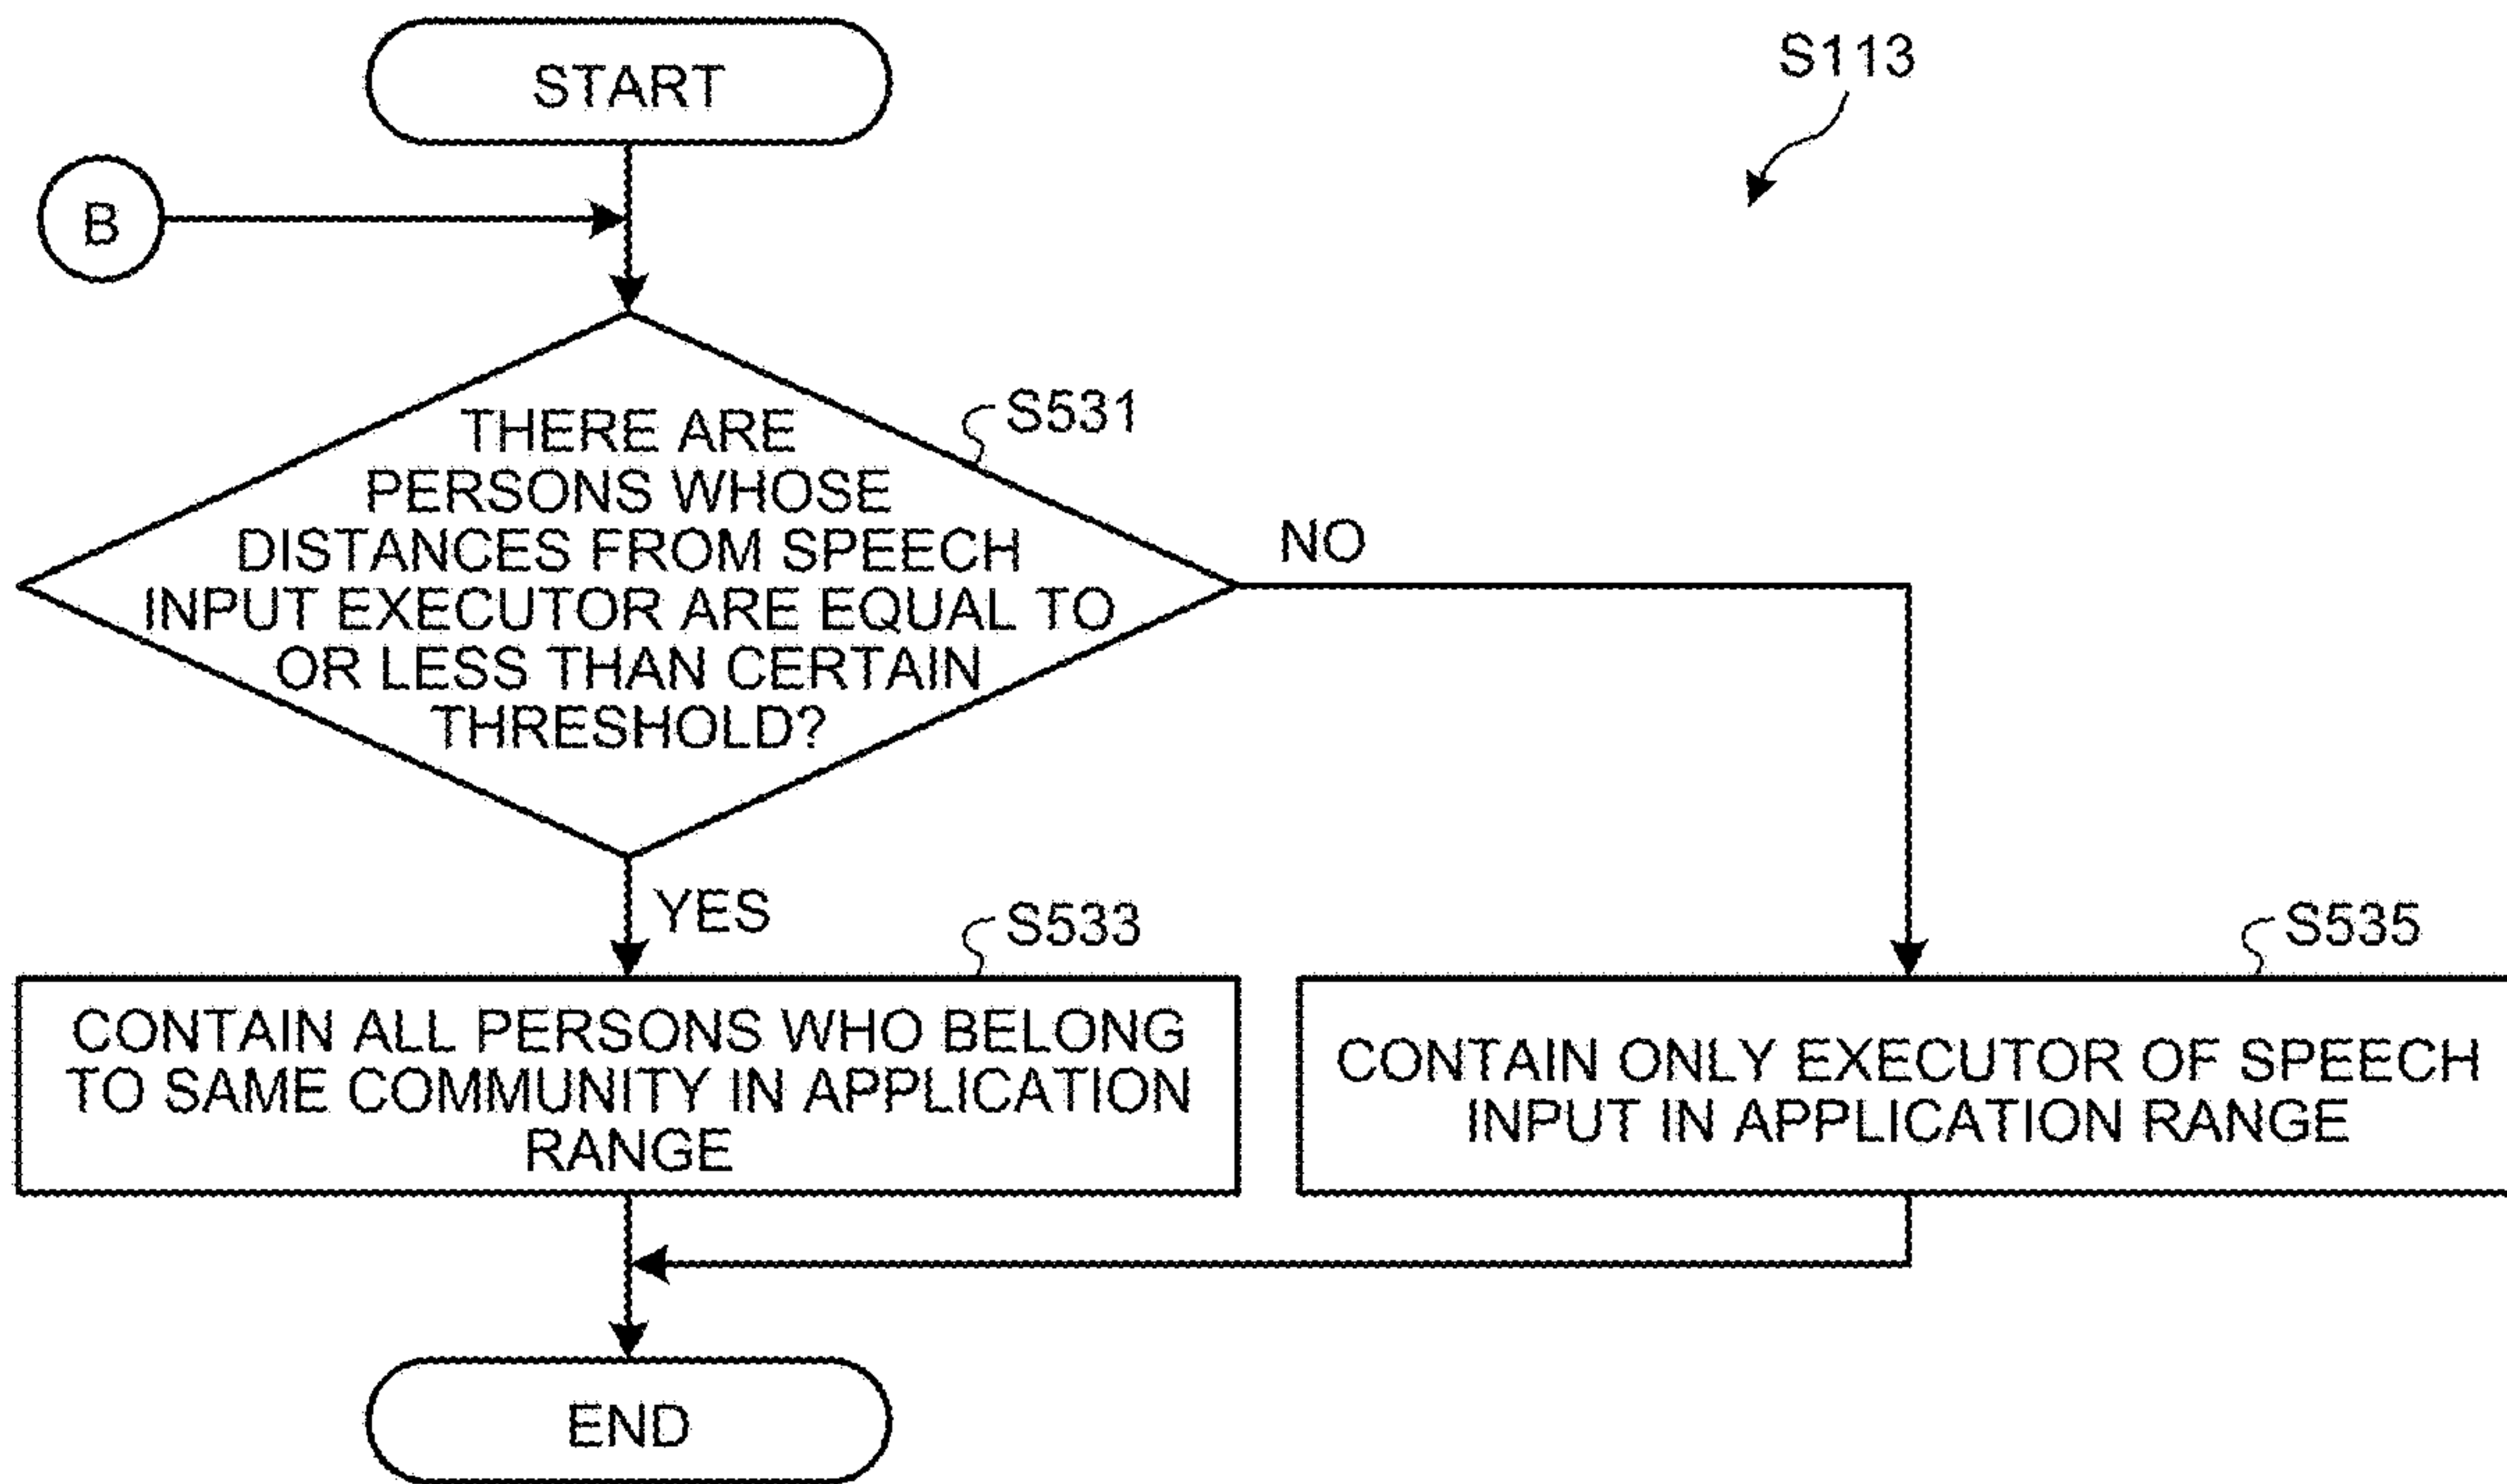 START
S113
B
S531
THERE ARE
PERSONS WHOSE
DISTANCES FROM SPEECH
INPUT EXECUTOR ARE EQUAL TO
OR LESS THAN CERTAIN
THRESHOLD?
NO
YES
S533
CONTAIN ALL PERSONS WHO BELONG
TO SAME COMMUNITY IN APPLICATION
RANGE
S535
CONTAIN ONLY EXECUTOR OF SPEECH
INPUT IN APPLICATION RANGE
END